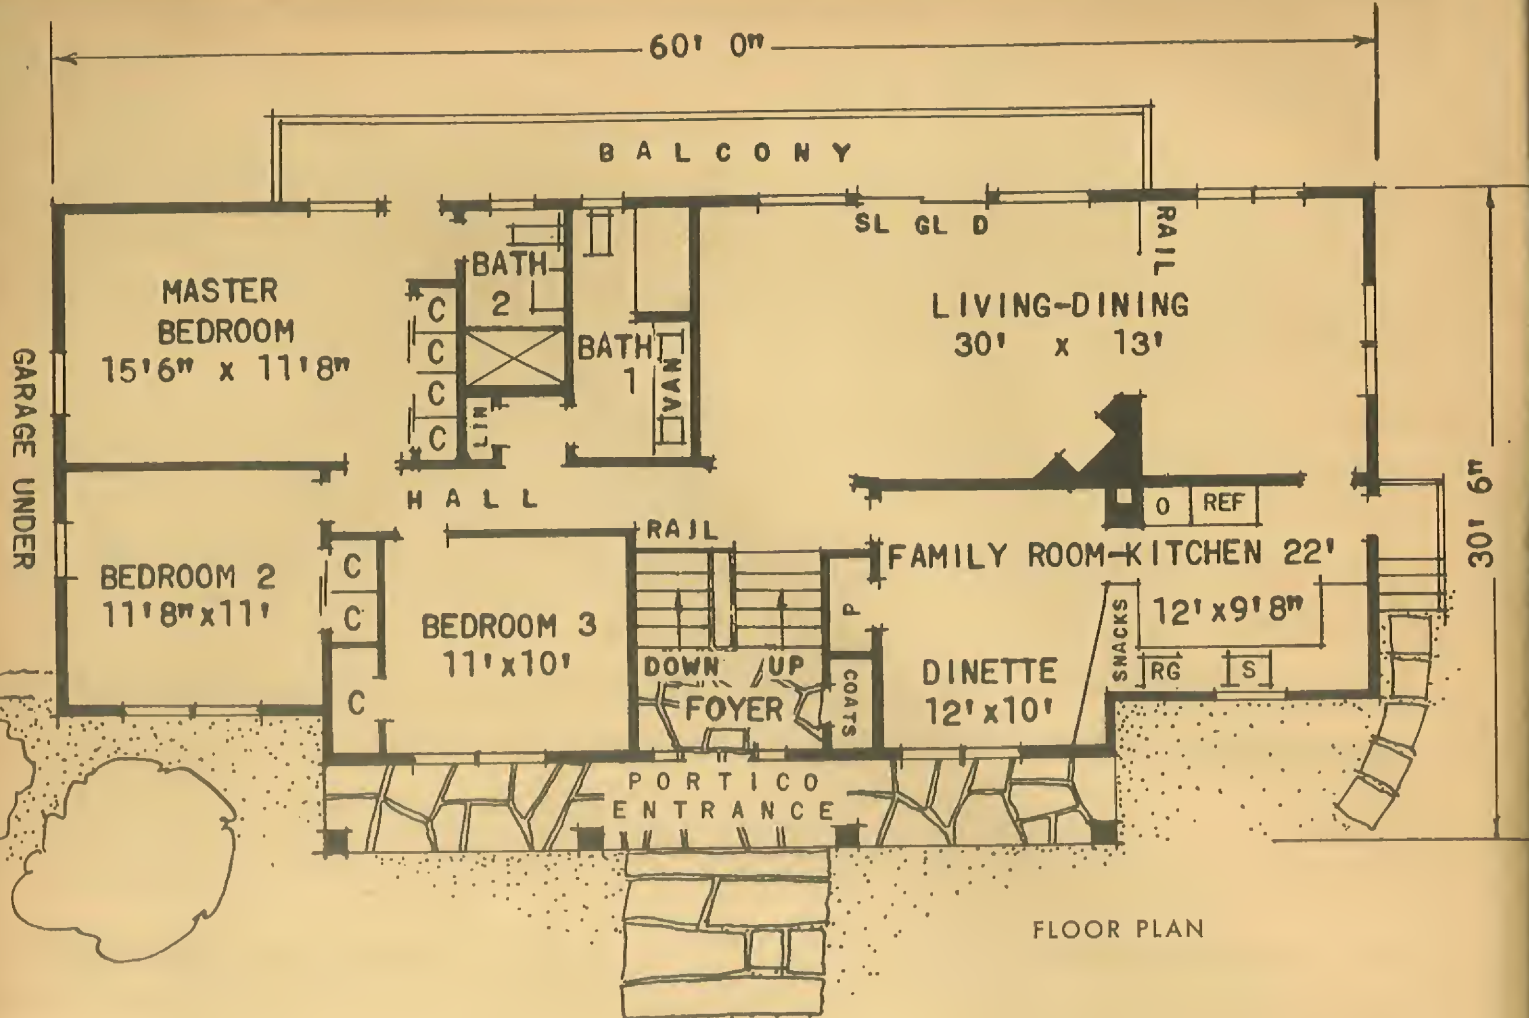 60' 0"
BALCONY
SL GL D
RAIL
MASTER
BEDROOM
15'6" x 11'8"
C
C
C
C
BATH
2
BATH
1
VAN
LIN
LIVING-DINING
30' x 13'
GARAGE UNDER
30' 6"
HALL
RAIL
O
REF
FAMILY ROOM-KITCHEN 22'
12'x9'8"
BEDROOM 2
11'8"x11'
C
C
C
BEDROOM 3
11'x10'
DOWN
UP
FOYER
P
COATS
DINETTE
12'x10'
SNACKS
RG
S
PORTICO
ENTRANCE
FLOOR PLAN